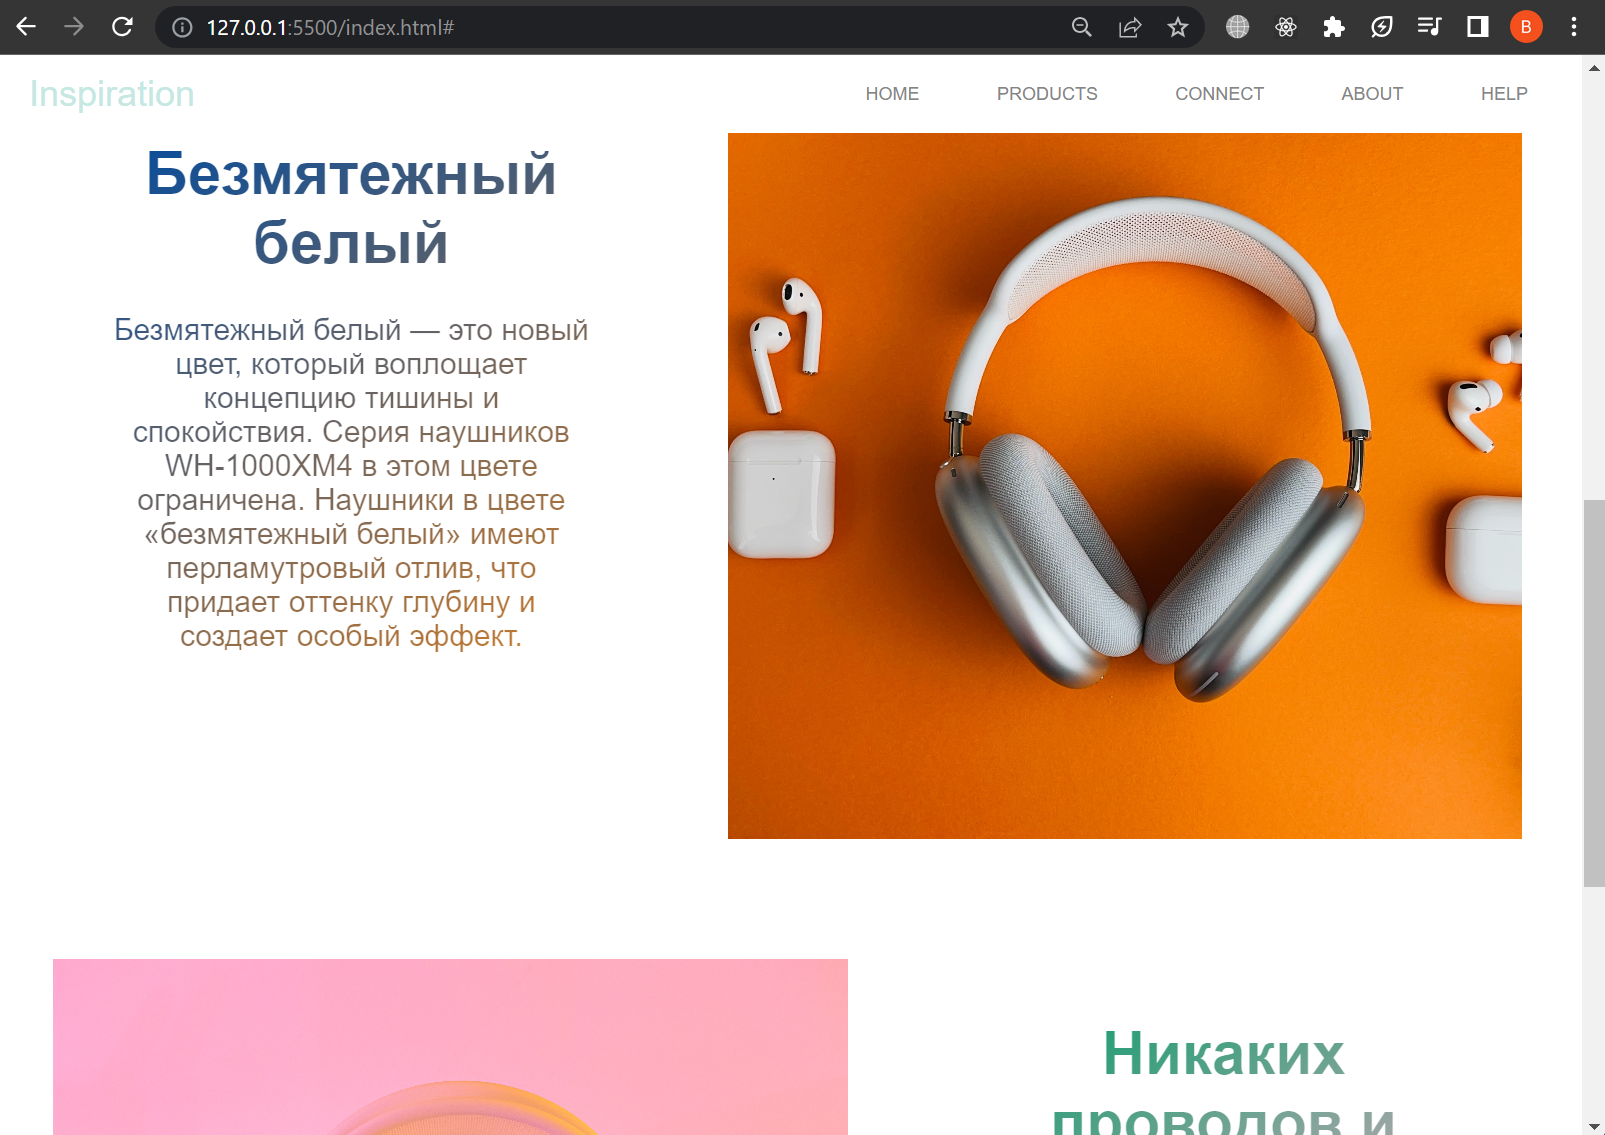 127.0.0.1:5500/index.html#
B
Inspiration
HOME PRODUCTS CONNECT ABOUT HELP
Безмятежный
белый
Безмятежный белый — это новый
цвет, который воплощает
концепцию тишины и
спокойствия. Серия наушников
WH-1000XM4 в этом цвете
ограничена. Наушники в цвете
«безмятежный белый» имеют
перламутровый отлив, что
придает оттенку глубину и
создает особый эффект.
Никаких
проводов и